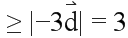 ≥ |−3d⃗| = 3